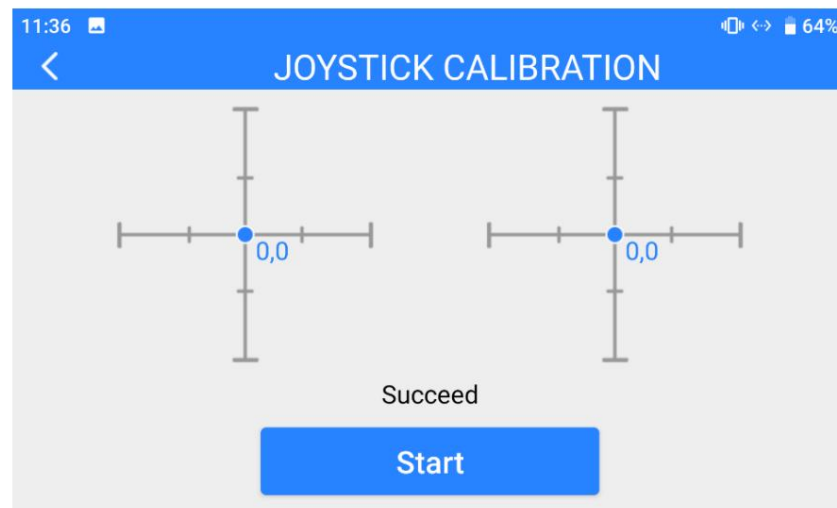 11:36 64%
JOYSTICK CALIBRATION
0,0 0,0
Succeed
Start